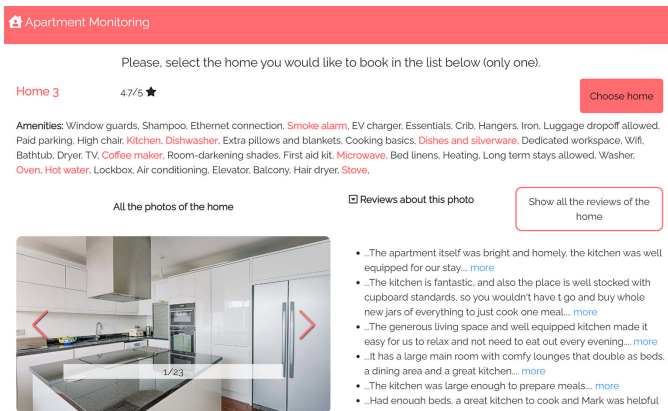 Apartment Monitoring
Please, select the home you would like to book in the list below (only one).
Home 3
4.7/5
Choose home
Amenities: Window guards, Shampoo, Ethernet connection, Smoke alarm, EV charger, Essentials, Crib, Hangers, Iron, Luggage dropoff allowed,
Paid parking, High chair, Kitchen, Dishwasher, Extra pillows and blankets, Cooking basics, Dishes and silverware, Dedicated workspace, Wifi,
Bathtub, Dryer, TV, Coffee maker, Room-darkening shades, First aid kit, Microwave, Bed linens, Heating, Long term stays allowed, Washer,
Oven, Hot water, Lockbox, Air conditioning, Elevator, Balcony, Hair dryer, Stove,
All the photos of the home
Reviews about this photo
Show all the reviews of the
home
1/23
...The apartment itself was bright and homely, the kitchen was well
equipped for our stay.... more
...The kitchen is fantastic, and also the place is well stocked with
cupboard standards, so you wouldn't have t go and buy whole
new jars of everything to just cook one meal.... more
...The generous living space and well equipped kitchen made it
easy for us to relax and not need to eat out every evening.... more
...It has a large main room with comfy lounges that double as beds,
a dining area and a great kitchen.... more
...The kitchen was large enough to prepare meals.... more
...Had enough beds, a great kitchen to cook and Mark was helpful